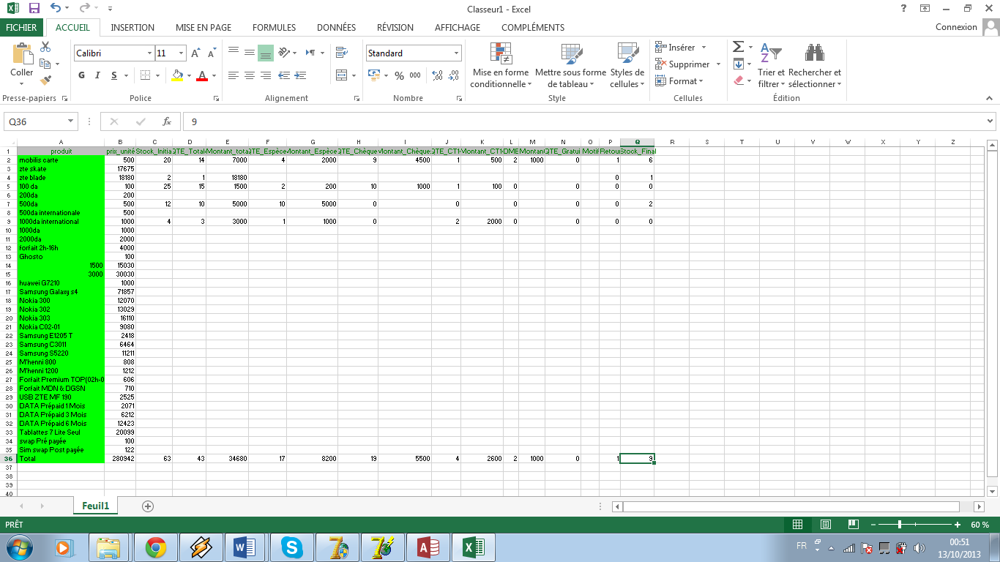 Classeur1 - Excel
FICHIER ACCUEIL INSERTION MISE EN PAGE FORMULES DONNÉES RÉVISION AFFICHAGE COMPLÉMENTS Connexion
Coller
Calibri 11
G I S
Standard
% 000
Mise en forme conditionnelle
Mettre sous forme de tableau
Styles de cellules
Insérer
Supprimer
Format
Trier et filtrer
Rechercher et sélectionner
Presse-papiers Police Alignement Nombre Style Cellules Édition
Q36 fx 9
A B C D E F G H I J K L M N O P Q R S T U V W X Y Z
1 produit prix_unité Stock_Initia QTE_Total Montant_tota QTE_Espèce Montant_Espèce QTE_Chèque Montant_Chèque QTE_CT1 Montant_CT1 DME Montan QTE_Gratui Motif Retou Stock_Final
2 mobilis carte 500 20 14 7000 4 2000 9 4500 1 500 2 1000 0 1 6
3 zte skate 17675
4 zte blade 18180 2 1 18180 0 1
5 100 da 100 25 15 1500 2 200 10 1000 1 100 0 0 0 0
6 200da 200
7 500da 500 12 10 5000 10 5000 0 0 0 0 0 2
8 500da internationale 500
9 1000da international 1000 4 3 3000 1 1000 0 2 2000 0 0 0 0
10 1000da 1000
11 2000da 2000
12 forfait 2h-16h 4000
13 Ghosto 100
14 1500 15030
15 3000 30030
16 huawei G7210 1000
17 Samsung Galaxy s4 71857
18 Nokia 300 12070
19 Nokia 302 13029
20 Nokia 303 16110
21 Nokia C02-01 9080
22 Samsung E1205 T 2418
23 Samsung C3011 6464
24 Samsung S5220 11211
25 M'henni 800 808
26 M'henni 1200 1212
27 Forfait Premium TOP(02h-0 606
28 Forfait MDN & DGSN 710
29 USB ZTE MF 190 2525
30 DATA Prépaid 1 Mois 2071
31 DATA Prépaid 3 Mois 6212
32 DATA Prépaid 6 Mois 12423
33 Tablattes 7 Lite Seul 20099
34 swap Pré payée 100
35 Sim swap Post payée 122
36 Total 280942 63 43 34680 17 8200 19 5500 4 2600 2 1000 0 1 9
37
38
39
40
Feuil1
PRÊT 60 %
FR 00:51
13/10/2013